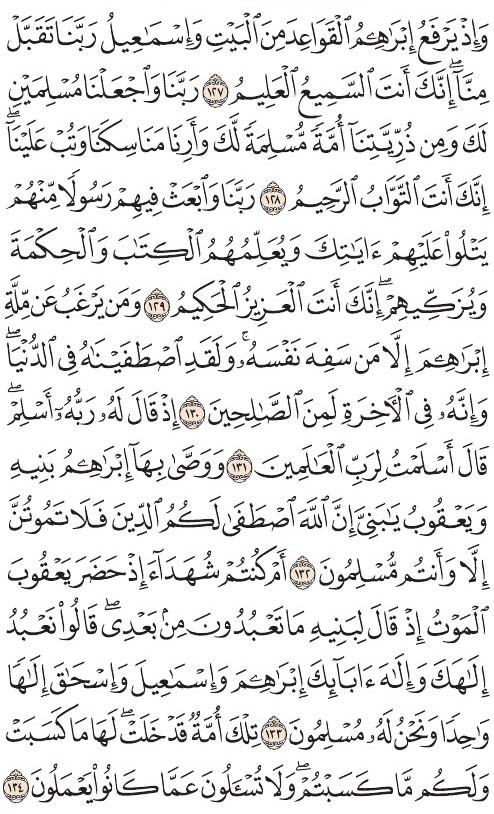 وَإِذْ يَرْفَعُ إِبْرَٰهِـۧمُ ٱلْقَوَاعِدَ مِنَ ٱلْبَيْتِ وَإِسْمَٰعِيلُ رَبَّنَا تَقَبَّلْ
مِنَّآ ۖ إِنَّكَ أَنتَ ٱلسَّمِيعُ ٱلْعَلِيمُ ١٢٧ رَبَّنَا وَٱجْعَلْنَا مُسْلِمَيْنِ
لَكَ وَمِن ذُرِّيَّتِنَآ أُمَّةً مُّسْلِمَةً لَّكَ وَأَرِنَا مَنَاسِكَنَا وَتُبْ عَلَيْنَآ ۖ
إِنَّكَ أَنتَ ٱلتَّوَّابُ ٱلرَّحِيمُ ١٢٨ رَبَّنَا وَٱبْعَثْ فِيهِمْ رَسُولًا مِّنْهُمْ
يَتْلُوا۟ عَلَيْهِمْ ءَايَٰتِكَ وَيُعَلِّمُهُمُ ٱلْكِتَٰبَ وَٱلْحِكْمَةَ
وَيُزَكِّيهِمْ ۖ إِنَّكَ أَنتَ ٱلْعَزِيزُ ٱلْحَكِيمُ ١٢٩ وَمَن يَرْغَبُ عَن مِّلَّةِ
إِبْرَٰهِـۧمَ إِلَّا مَن سَفِهَ نَفْسَهُۥ ۚ وَلَقَدِ ٱصْطَفَيْنَٰهُ فِى ٱلدُّنْيَا ۖ
وَإِنَّهُۥ فِى ٱلْـَٔاخِرَةِ لَمِنَ ٱلصَّٰلِحِينَ ١٣٠ إِذْ قَالَ لَهُۥ رَبُّهُۥٓ أَسْلِمْ ۖ
قَالَ أَسْلَمْتُ لِرَبِّ ٱلْعَٰلَمِينَ ١٣١ وَوَصَّىٰ بِهَآ إِبْرَٰهِـۧمُ بَنِيهِ
وَيَعْقُوبُ يَٰبَنِىَّ إِنَّ ٱللَّهَ ٱصْطَفَىٰ لَكُمُ ٱلدِّينَ فَلَا تَمُوتُنَّ
إِلَّا وَأَنتُم مُّسْلِمُونَ ١٣٢ أَمْ كُنتُمْ شُهَدَآءَ إِذْ حَضَرَ يَعْقُوبَ
ٱلْمَوْتُ إِذْ قَالَ لِبَنِيهِ مَا تَعْبُدُونَ مِنۢ بَعْدِى ۖ قَالُوا۟ نَعْبُدُ
إِلَٰهَكَ وَإِلَٰهَ ءَابَآئِكَ إِبْرَٰهِـۧمَ وَإِسْمَٰعِيلَ وَإِسْحَٰقَ إِلَٰهًا
وَٰحِدًا وَنَحْنُ لَهُۥ مُسْلِمُونَ ١٣٣ تِلْكَ أُمَّةٌ قَدْ خَلَتْ ۖ لَهَا مَا كَسَبَتْ
وَلَكُم مَّا كَسَبْتُمْ ۖ وَلَا تُسْـَٔلُونَ عَمَّا كَانُوا۟ يَعْمَلُونَ ١٣٤